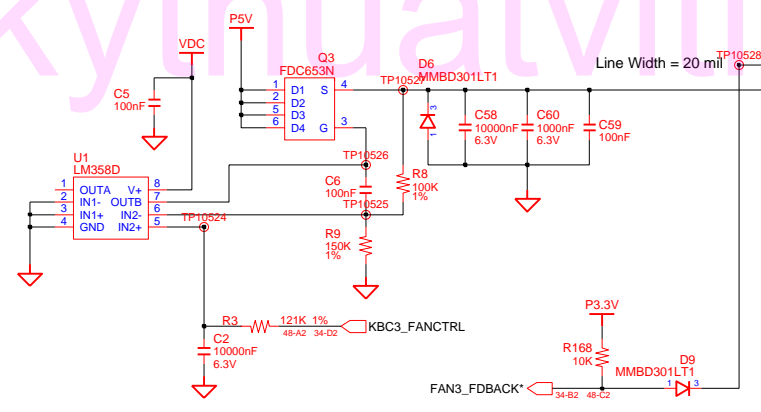 kythuatvitinh
P5V
VDC
Q3
FDC653N
1 D1 S 4
2 D2
5 D3
6 D4 G 3
C5
100nF
TP10527
D6
MMBD301LT1
3
1
Line Width = 20 mil
TP10528
C58
10000nF
6.3V
C60
1000nF
6.3V
C59
100nF
U1
LM358D
1 OUTA V+ 8
2 IN1- OUTB 7
3 IN1+ IN2- 6
4 GND IN2+ 5
TP10526
C6
100nF
TP10525
R8
100K
1%
TP10524
R9
150K
1%
R3 121K 1%
48-A2 34-D2
KBC3_FANCTRL
C2
10000nF
6.3V
P3.3V
R168
10K
D9
MMBD301LT1
1 3
FAN3_FDBACK*
34-B2 48-C2